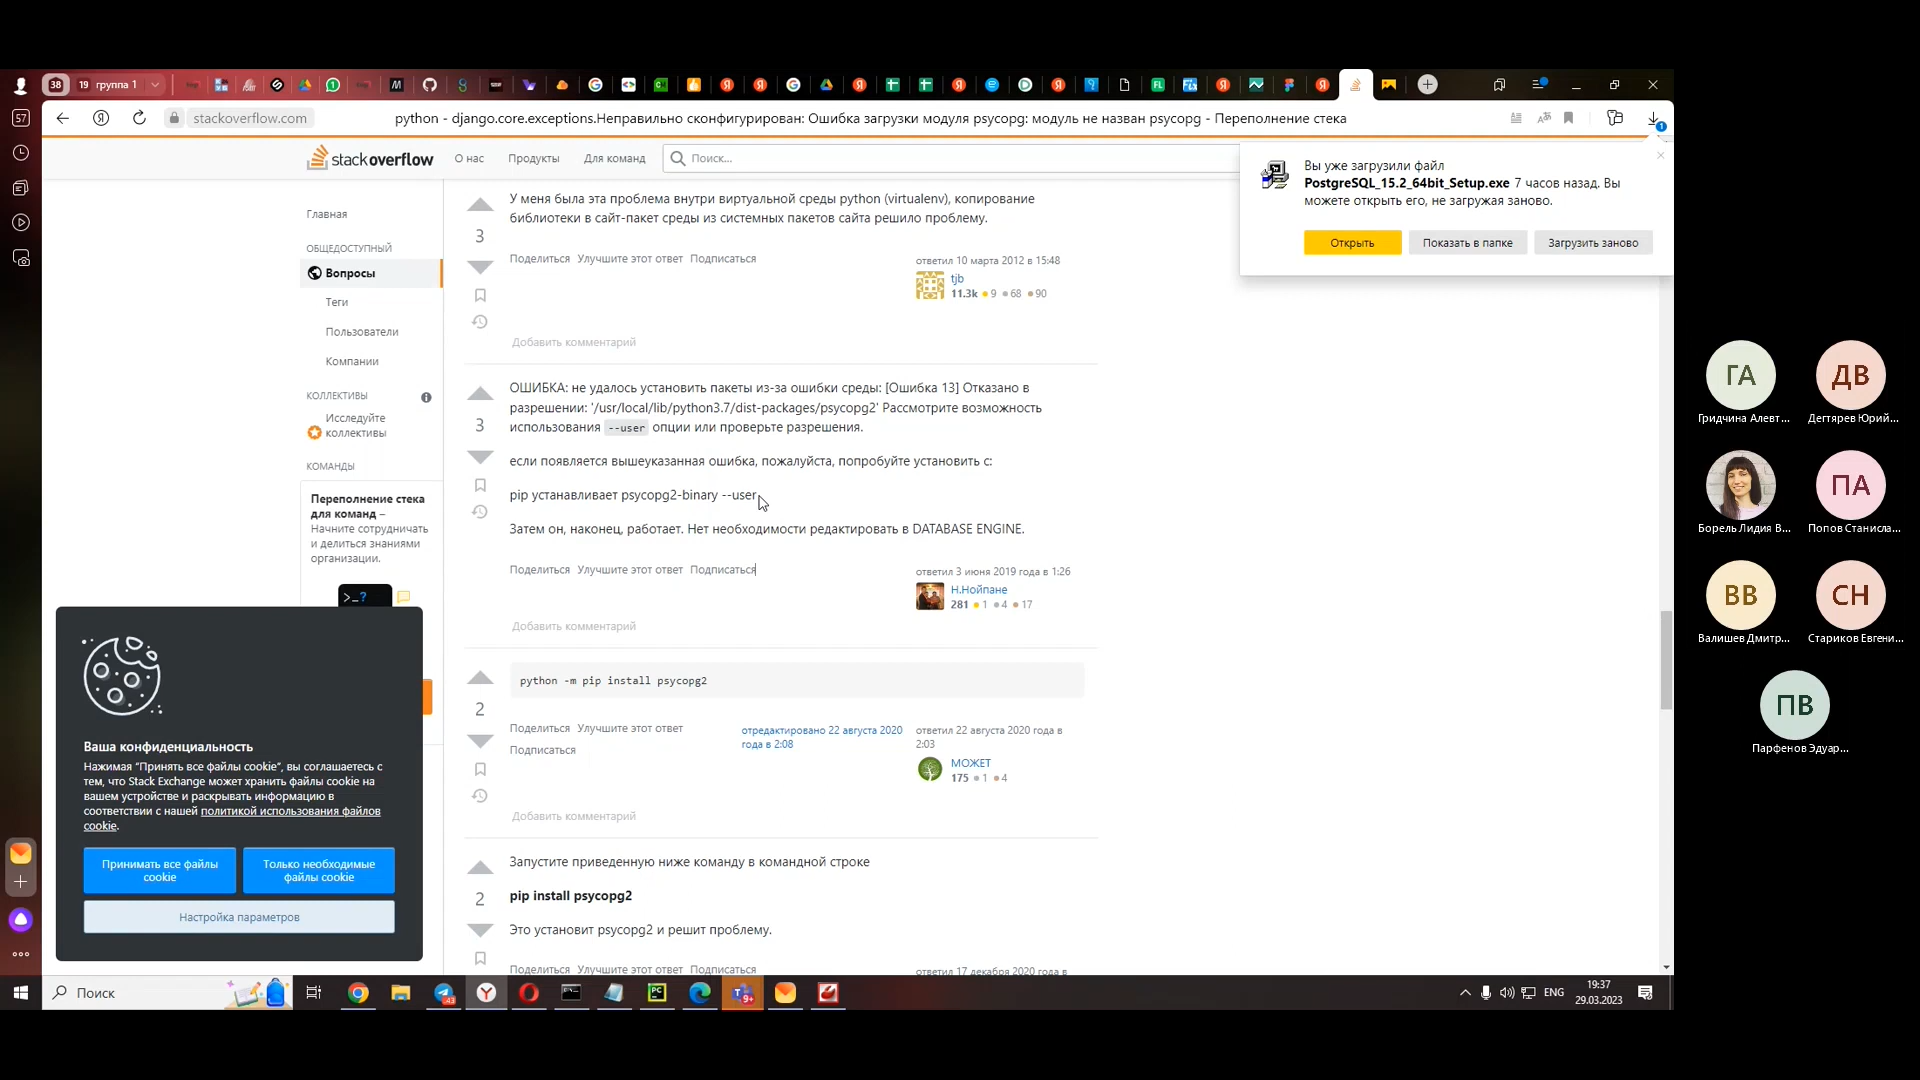 38
19 группа 1
57
stackoverflow.com
python - django.core.exceptions.Неправильно сконфигурирован: Ошибка загрузки модуля psycopg: модуль не назван psycopg - Переполнение стека
1
stackoverflow
О нас
Продукты
Для команд
Поиск...
Вы уже загрузили файл
PostgreSQL_15.2_64bit_Setup.exe 7 часов назад. Вы
можете открыть его, не загружая заново.
Открыть
Показать в папке
Загрузить заново
Главная
ОБЩЕДОСТУПНЫЙ
Вопросы
Теги
Пользователи
Компании
КОЛЛЕКТИВЫ
Исследуйте
коллективы
КОМАНДЫ
Переполнение стека
для команд –
Начните сотрудничать
и делиться знаниями
организации.
>_?
У меня была эта проблема внутри виртуальной среды python (virtualenv), копирование
библиотеки в сайт-пакет среды из системных пакетов сайта решило проблему.
3
Поделиться Улучшите этот ответ Подписаться
ответил 10 марта 2012 в 15:48
tjb
11.3k 9 68 90
Добавить комментарий
ОШИБКА: не удалось установить пакеты из-за ошибки среды: [Ошибка 13] Отказано в
разрешении: '/usr/local/lib/python3.7/dist-packages/psycopg2' Рассмотрите возможность
использования --user опции или проверьте разрешения.
3
если появляется вышеуказанная ошибка, пожалуйста, попробуйте установить с:
pip устанавливает psycopg2-binary --user
Затем он, наконец, работает. Нет необходимости редактировать в DATABASE ENGINE.
Поделиться Улучшите этот ответ Подписаться
ответил 3 июня 2019 года в 1:26
Н.Нойпане
281 1 4 17
Добавить комментарий
python -m pip install psycopg2
2
Поделиться Улучшите этот ответ
Подписаться
отредактировано 22 августа 2020
года в 2:08
ответил 22 августа 2020 года в
2:03
МОЖЕТ
175 1 4
Добавить комментарий
Запустите приведенную ниже команду в командной строке
2
pip install psycopg2
Это установит psycopg2 и решит проблему.
Поделиться Улучшите этот ответ Подписаться
ответил 17 декабря 2020 года в
Ваша конфиденциальность
Нажимая “Принять все файлы cookie”, вы соглашаетесь с
тем, что Stack Exchange может хранить файлы cookie на
вашем устройстве и раскрывать информацию в
соответствии с нашей политикой использования файлов
cookie.
Принимать все файлы
cookie
Только необходимые
файлы cookie
Настройка параметров
ГА
Гридчина Алевт...
ДВ
Дегтярев Юрий...
Борель Лидия В...
ПА
Попов Станисла...
ВВ
Валишев Дмитр...
СН
Стариков Евгени...
ПВ
Парфенов Эдуар...
Поиск
43
9+
ENG
19:37
29.03.2023